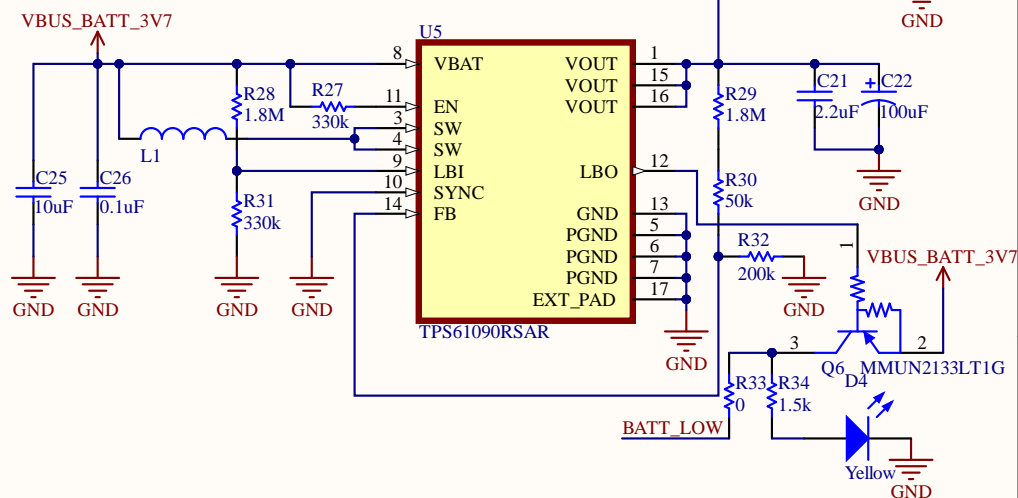 GND
VBUS_BATT_3V7
U5
8
VBAT
VOUT
1
VOUT
15
VOUT
16
R28
1.8M
R27
330k
11
EN
3
SW
4
SW
9
LBI
10
SYNC
14
FB
L1
R29
1.8M
C21
2.2uF
C22
100uF
GND
LBO
12
R30
50k
C25
10uF
C26
0.1uF
R31
330k
GND
13
PGND
5
PGND
6
PGND
7
EXT_PAD
17
R32
200k
GND
1
VBUS_BATT_3V7
GND
GND
GND
GND
TPS61090RSAR
GND
3
2
Q6
MMUN2133LT1G
D4
R33
0
R34
1.5k
BATT_LOW
Yellow
GND